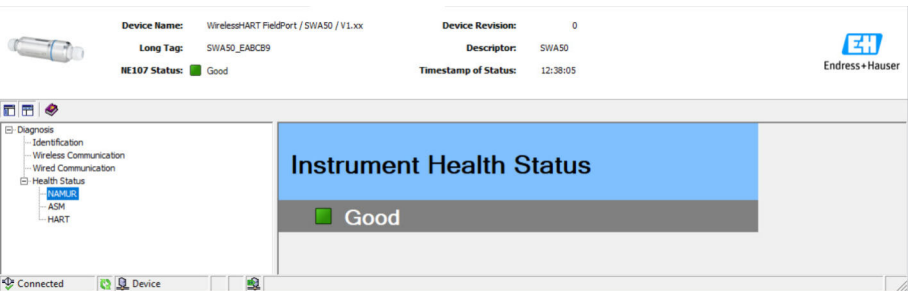 Device Name: WirelessHART FieldPort / SWA50 / V1.xx Device Revision: 0
Long Tag: SWA50_EABCB9 Descriptor: SWA50
NE107 Status: Good Timestamp of Status: 12:38:05
EH
Endress+Hauser
Diagnosis
Identification
Wireless Communication
Wired Communication
Health Status
NAMUR
ASM
HART
Instrument Health Status
Good
Connected Device